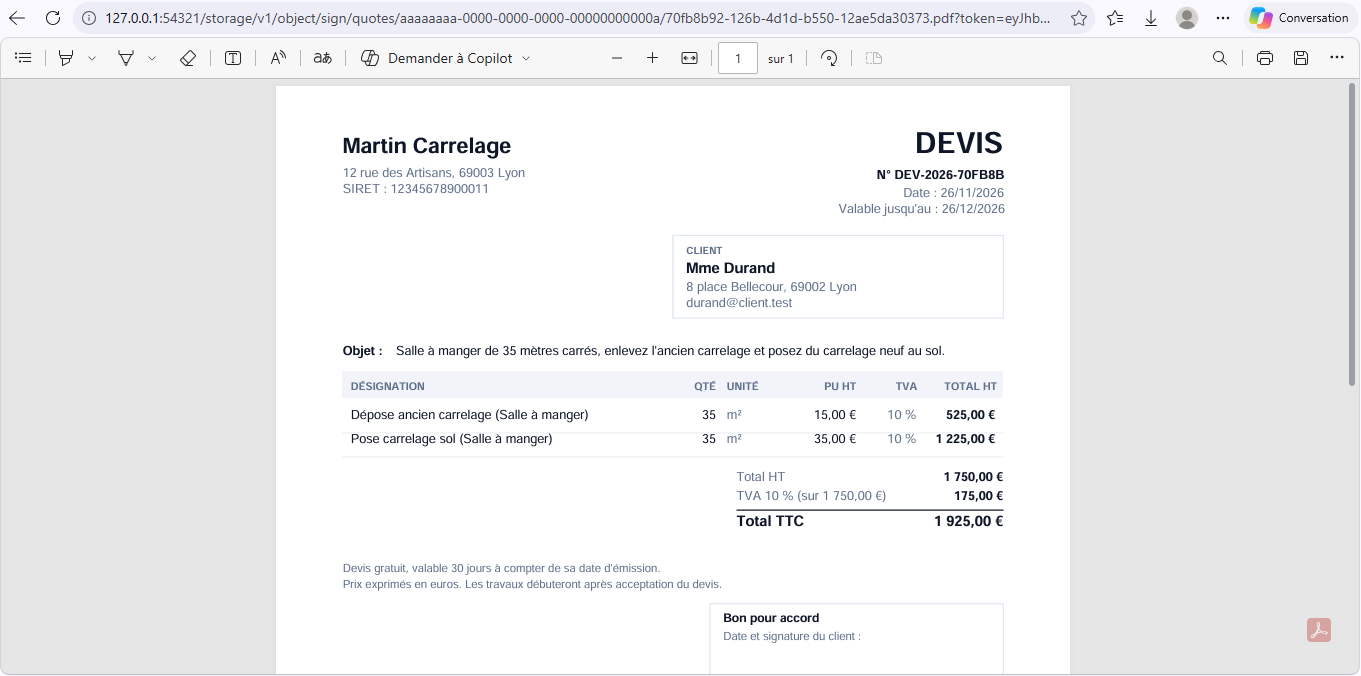 127.0.0.1:54321/storage/v1/object/sign/quotes/aaaaaaaa-0000-0000-0000-00000000000a/70fb8b92-126b-4d1d-b550-12ae5da30373.pdf?token=eyJhb...
Conversation
Demander à Copilot
1 sur 1
Martin Carrelage
12 rue des Artisans, 69003 Lyon
SIRET : 12345678900011
DEVIS
N° DEV-2026-70FB8B
Date : 26/11/2026
Valable jusqu'au : 26/12/2026
CLIENT
Mme Durand
8 place Bellecour, 69002 Lyon
durand@client.test
Objet : Salle à manger de 35 mètres carrés, enlevez l'ancien carrelage et posez du carrelage neuf au sol.
DÉSIGNATION QTÉ UNITÉ PU HT TVA TOTAL HT
Dépose ancien carrelage (Salle à manger) 35 m² 15,00 € 10 % 525,00 €
Pose carrelage sol (Salle à manger) 35 m² 35,00 € 10 % 1 225,00 €
Total HT 1 750,00 €
TVA 10 % (sur 1 750,00 €) 175,00 €
Total TTC 1 925,00 €
Devis gratuit, valable 30 jours à compter de sa date d'émission.
Prix exprimés en euros. Les travaux débuteront après acceptation du devis.
Bon pour accord
Date et signature du client :